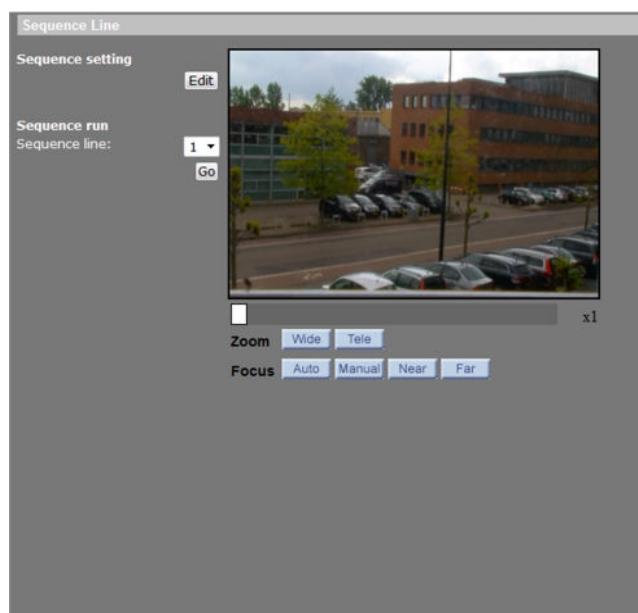 Sequence Line
Sequence setting
Edit
Sequence run
Sequence line:
1
Go
x1
Zoom Wide Tele
Focus Auto Manual Near Far